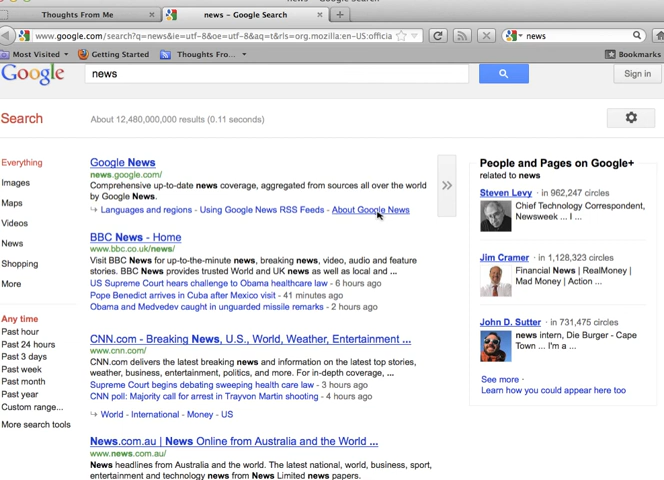 Thoughts From Me
news - Google Search
www.google.com/search?q=news&ie=utf-8&oe=utf-8&aq=t&rls=org.mozilla:en-US:officia
news
Most Visited
Getting Started
Thoughts Fro...
Bookmarks
Google
news
Sign in
Search
About 12,480,000,000 results (0.11 seconds)
Everything
Images
Maps
Videos
News
Shopping
More
Any time
Past hour
Past 24 hours
Past 3 days
Past week
Past month
Past year
Custom range...
More search tools
Google News
news.google.com/
Comprehensive up-to-date news coverage, aggregated from sources all over the world
by Google News.
Languages and regions - Using Google News RSS Feeds - About Google News
BBC News - Home
www.bbc.co.uk/news/
Visit BBC News for up-to-the-minute news, breaking news, video, audio and feature
stories. BBC News provides trusted World and UK news as well as local and ...
US Supreme Court hears challenge to Obama healthcare law - 6 hours ago
Pope Benedict arrives in Cuba after Mexico visit - 41 minutes ago
Obama and Medvedev caught in unguarded missile remarks - 2 hours ago
CNN.com - Breaking News, U.S., World, Weather, Entertainment ...
www.cnn.com/
CNN.com delivers the latest breaking news and information on the latest top stories,
weather, business, entertainment, politics, and more. For in-depth coverage, ...
Supreme Court begins debating sweeping health care law - 3 hours ago
CNN poll: Majority call for arrest in Trayvon Martin shooting - 4 hours ago
World - International - Money - US
News.com.au | News Online from Australia and the World ...
www.news.com.au/
News headlines from Australia and the world. The latest national, world, business, sport,
entertainment and technology news from News Limited news papers.
People and Pages on Google+
related to news
Steven Levy - in 962,247 circles
Chief Technology Correspondent,
Newsweek ... I ...
Jim Cramer - in 1,128,323 circles
Financial News | RealMoney |
Mad Money | Action ...
John D. Sutter - in 731,475 circles
news intern, Die Burger - Cape
Town ... I'm a ...
See more
Learn how you could appear here too